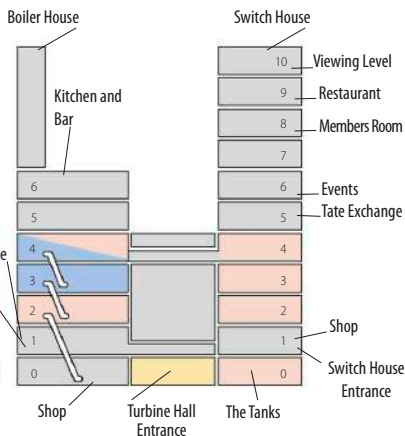 Boiler House
Switch House
10
Viewing Level
9
Restaurant
Kitchen and
Bar
8
Members Room
7
6
6
Events
5
5
Tate Exchange
4
4
3
3
2
2
1
1
Shop
Switch House
Entrance
0
0
Shop
Turbine Hall
Entrance
The Tanks